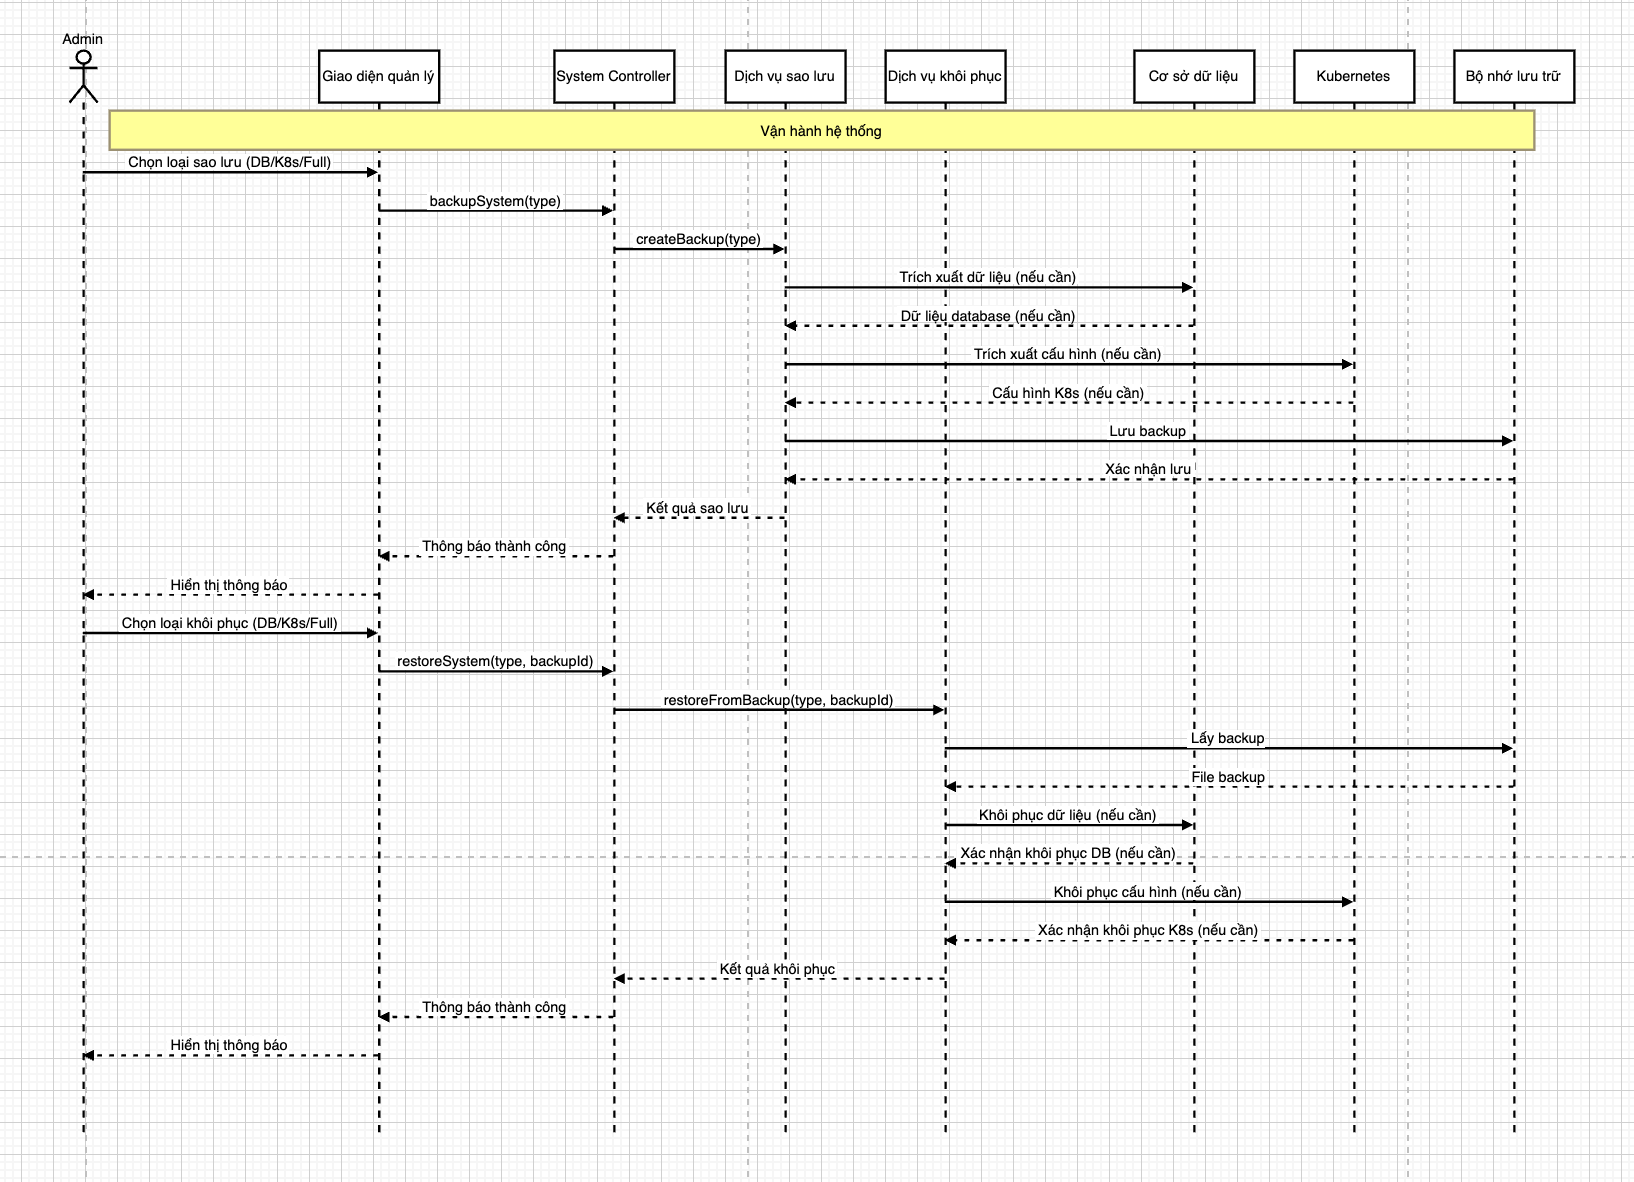 Admin
Giao diện quản lý
System Controller
Dịch vụ sao lưu
Dịch vụ khôi phục
Cơ sở dữ liệu
Kubernetes
Bộ nhớ lưu trữ
Vận hành hệ thống
Chọn loại sao lưu (DB/K8s/Full)
backupSystem(type)
createBackup(type)
Trích xuất dữ liệu (nếu cần)
Dữ liệu database (nếu cần)
Trích xuất cấu hình (nếu cần)
Cấu hình K8s (nếu cần)
Lưu backup
Xác nhận lưu
Kết quả sao lưu
Thông báo thành công
Hiển thị thông báo
Chọn loại khôi phục (DB/K8s/Full)
restoreSystem(type, backupId)
restoreFromBackup(type, backupId)
Lấy backup
File backup
Khôi phục dữ liệu (nếu cần)
Xác nhận khôi phục DB (nếu cần)
Khôi phục cấu hình (nếu cần)
Xác nhận khôi phục K8s (nếu cần)
Kết quả khôi phục
Thông báo thành công
Hiển thị thông báo